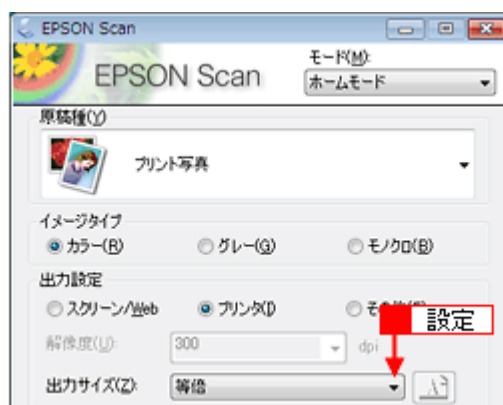 EPSON Scan
EPSON Scan
モード(M):
ホームモード
原稿種(Y)
プリント写真
イメージタイプ
カラー(R)
グレー(G)
モノクロ(B)
出力設定
スクリーン/Web
プリンタ(I)
設定
解像度(U):
300
dpi
出力サイズ(Z):
等倍